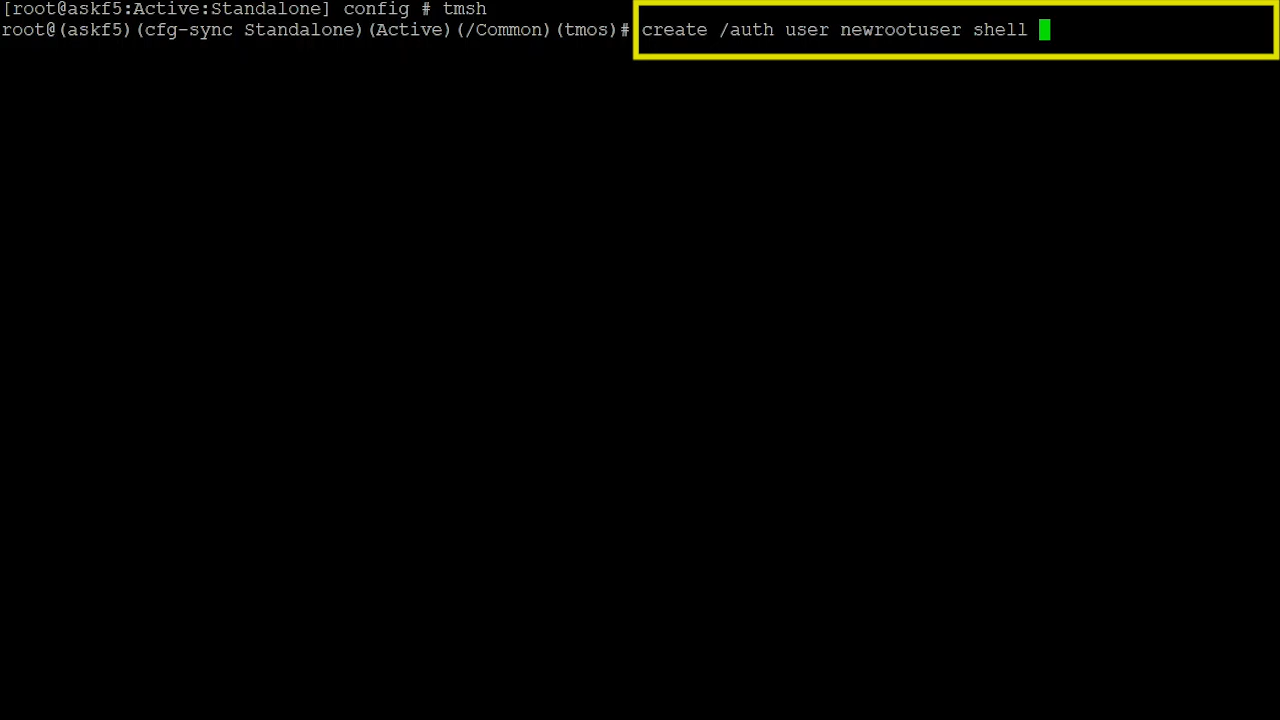 [root@askf5:Active:Standalone] config # tmsh
root@(askf5)(cfg-sync Standalone)(Active)(/Common)(tmos)# create /auth user newrootuser shell